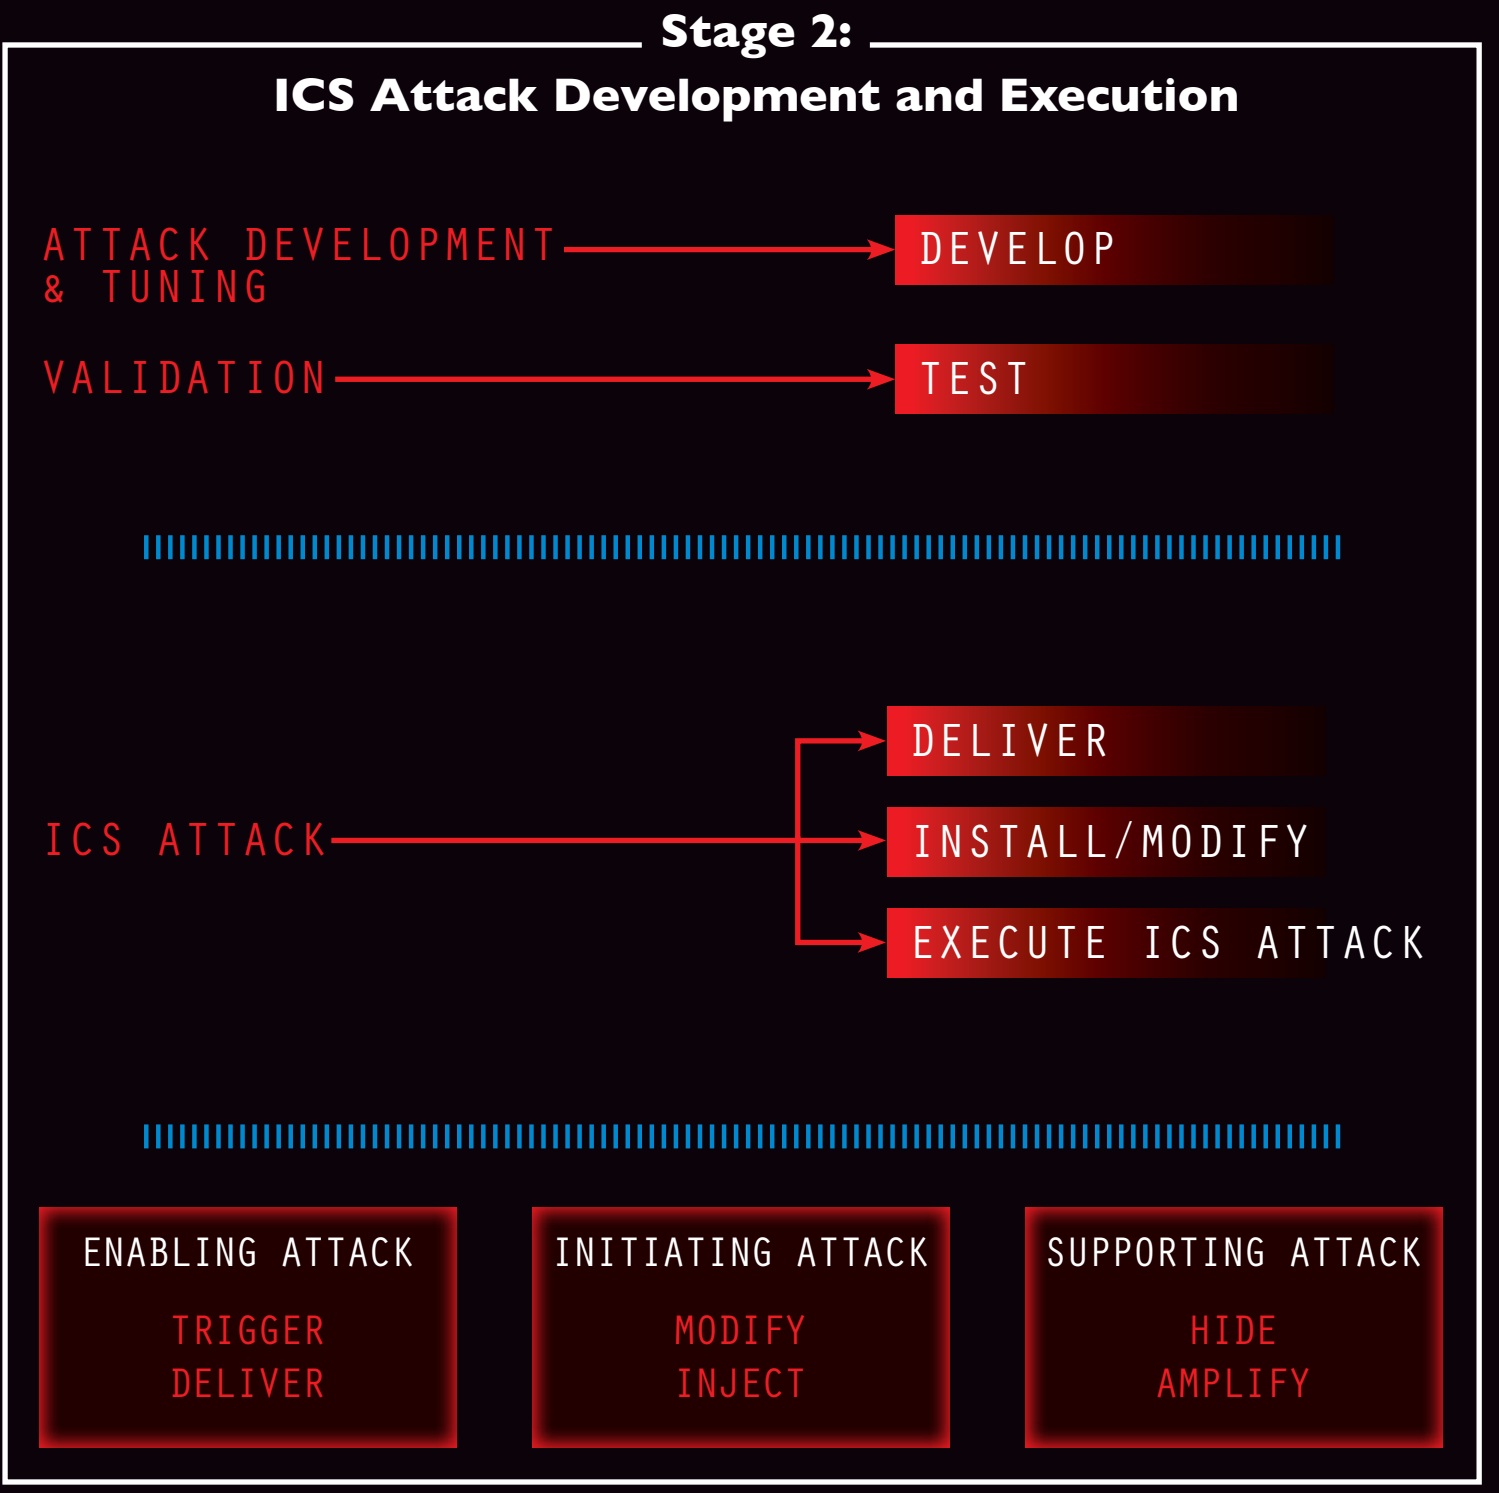 Stage 2:
ICS Attack Development and Execution
ATTACK DEVELOPMENT
& TUNING
DEVELOP
VALIDATION
TEST
ICS ATTACK
DELIVER
INSTALL/MODIFY
EXECUTE ICS ATTACK
ENABLING ATTACK
TRIGGER
DELIVER
INITIATING ATTACK
MODIFY
INJECT
SUPPORTING ATTACK
HIDE
AMPLIFY